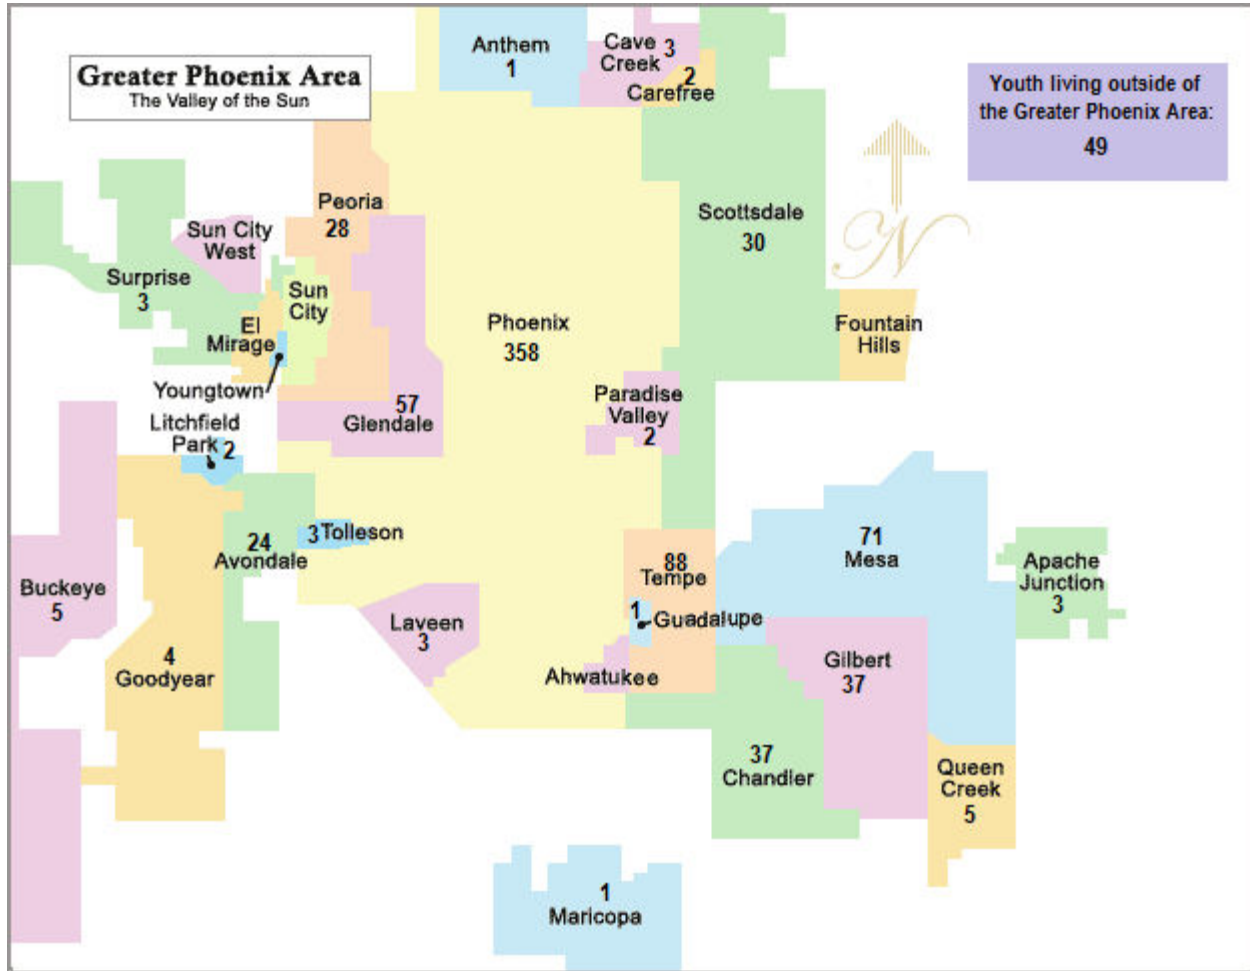 Greater Phoenix Area
The Valley of the Sun
Anthem
1
Cave
Creek
3
2
Carefree
Youth living outside of
the Greater Phoenix Area:
49
Peoria
28
Scottsdale
30
N
Sun City
West
Surprise
3
Sun
City
El
Mirage
Youngtown
Phoenix
358
Fountain
Hills
Paradise
Valley
2
57
Glendale
Litchfield
Park
2
3 Tolleson
24
Avondale
71
Mesa
Buckeye
5
88
Tempe
1
Guadalupe
Apache
Junction
3
Laveen
3
4
Goodyear
Ahwatukee
Gilbert
37
37
Chandler
Queen
Creek
5
1
Maricopa